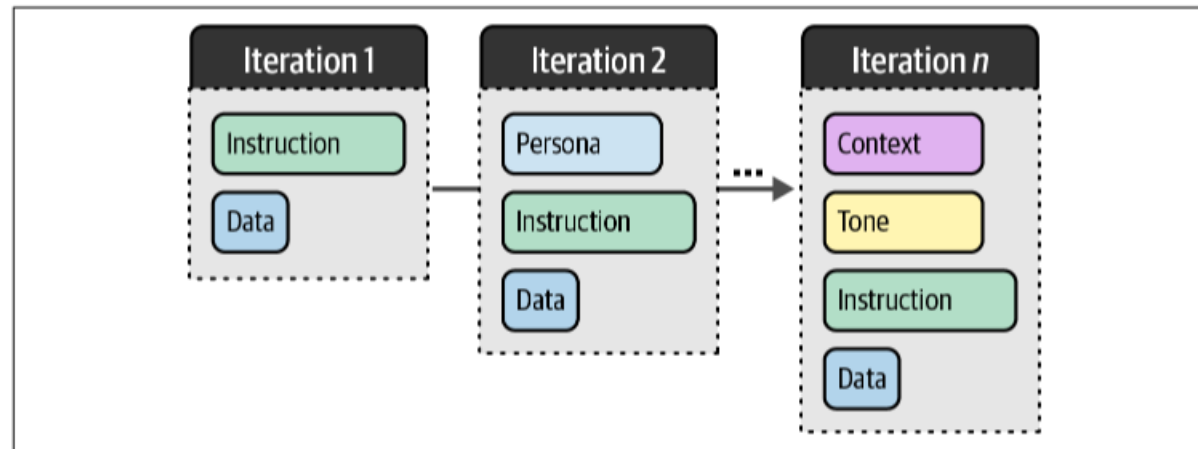 Iteration 1
Instruction
Data
Iteration 2
Persona
Instruction
Data
...
Iteration n
Context
Tone
Instruction
Data